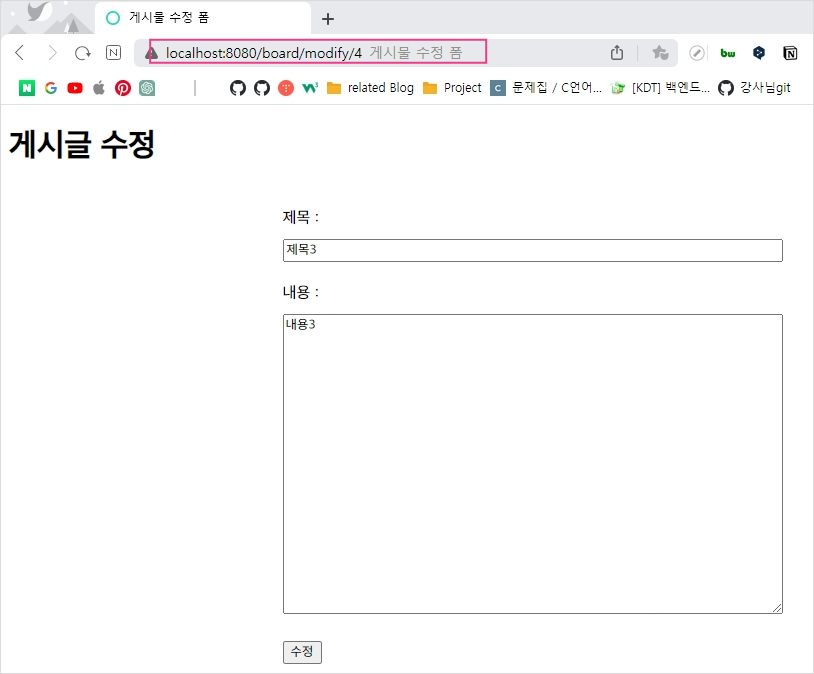 게시물 수정 폼
localhost:8080/board/modify/4 게시물 수정 폼
bw
related Blog Project 문제집 / C언어... [KDT] 백엔드... 강사님git
게시글 수정
제목 :
제목3
내용 :
내용3
수정